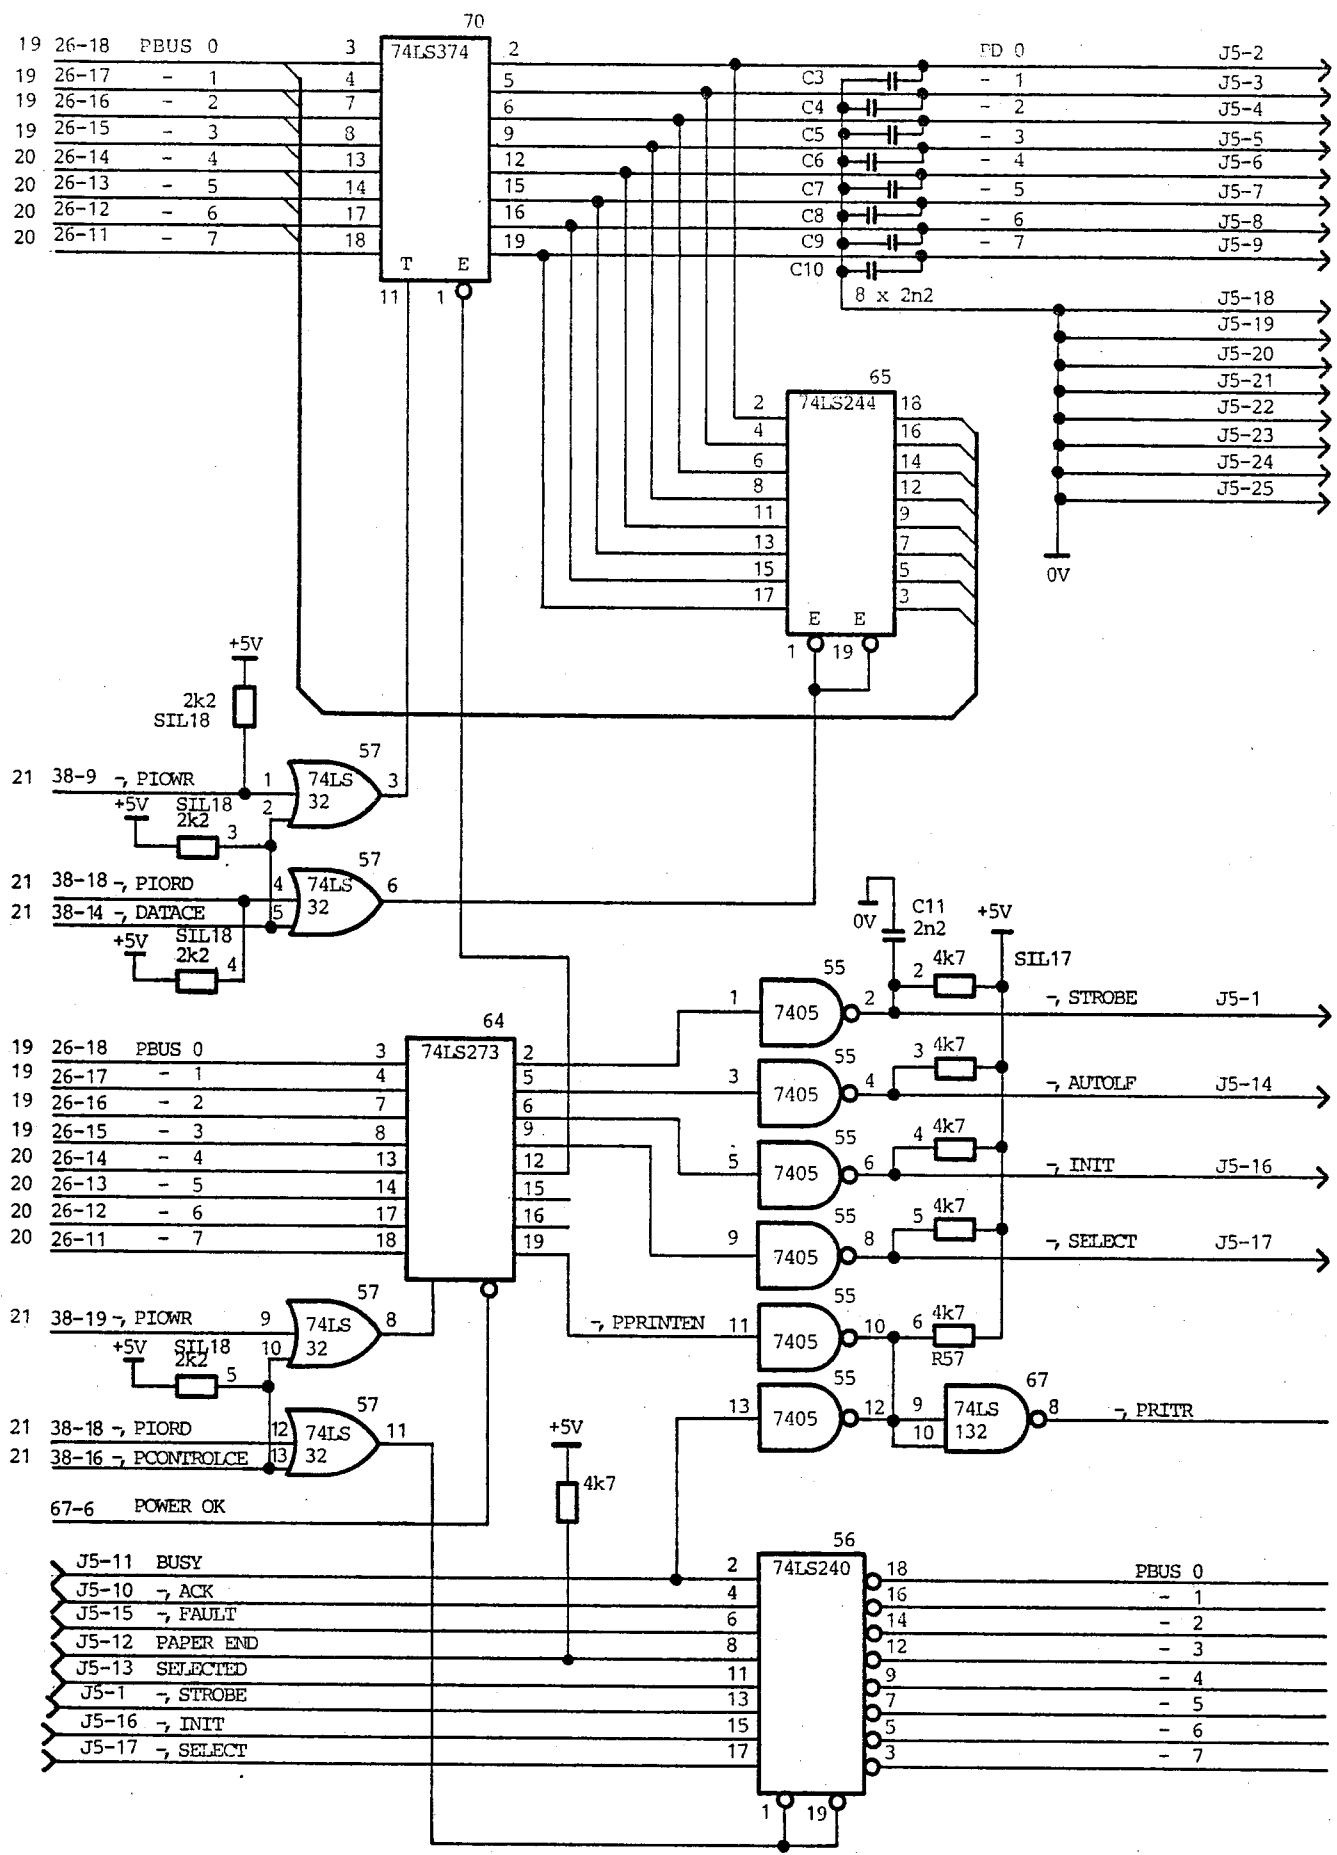 70
19 26-18 PBUS 0 3 74LS374 2 PD 0 J5-2
19 26-17 - 1 4 5 C3 - 1 J5-3
19 26-16 - 2 7 6 C4 - 2 J5-4
19 26-15 - 3 8 9 C5 - 3 J5-5
20 26-14 - 4 13 12 C6 - 4 J5-6
20 26-13 - 5 14 15 C7 - 5 J5-7
20 26-12 - 6 17 16 C8 - 6 J5-8
20 26-11 - 7 18 19 C9 - 7 J5-9
T E C10
11 1 8 x 2n2 J5-18
J5-19
J5-20
65 J5-21
2 74LS244 18 J5-22
4 16 J5-23
6 14 J5-24
8 12 J5-25
11 9
13 7
15 5 0V
17 3
E E
1 19
+5V
2k2
SIL18
57
21 38-9 ¬, PIOWR 1 74LS 3
+5V SIL18 2 32
2k2 3
57
21 38-18 ¬, PIORD 4 74LS 6
21 38-14 ¬, DATACE 5 32
+5V SIL18
2k2 4
0V C11 +5V
2n2
55 4k7 SIL17
1 7405 2 2 ¬, STROBE J5-1
64
19 26-18 PBUS 0 3 74LS273 2 55 3 4k7
19 26-17 - 1 4 5 3 7405 4 ¬, AUTOLF J5-14
19 26-16 - 2 7 6
19 26-15 - 3 8 9 55 4 4k7
20 26-14 - 4 13 12 5 7405 6 ¬, INIT J5-16
20 26-13 - 5 14 15
20 26-12 - 6 17 16 55 5 4k7
20 26-11 - 7 18 19 9 7405 8 ¬, SELECT J5-17
57 55 4k7
21 38-19 ¬, PIOWR 9 74LS 8 ¬, PPRINTEN 11 7405 10 6
+5V SIL18 10 32 R57
2k2 5
57 55 67
13 7405 12 9 74LS 8 ¬, PRITR
10 132
21 38-18 ¬, PIORD 12 74LS 11 +5V
21 38-16 ¬, PCONTROLCE 13 32
4k7
67-6 POWER OK
56
J5-11 BUSY 2 74LS240 18 PBUS 0
J5-10 ¬, ACK 4 16 - 1
J5-15 ¬, FAULT 6 14 - 2
J5-12 PAPER END 8 12 - 3
J5-13 SELECTED 11 9 - 4
J5-1 ¬, STROBE 13 7 - 5
J5-16 ¬, INIT 15 5 - 6
J5-17 ¬, SELECT 17 3 - 7
1 19